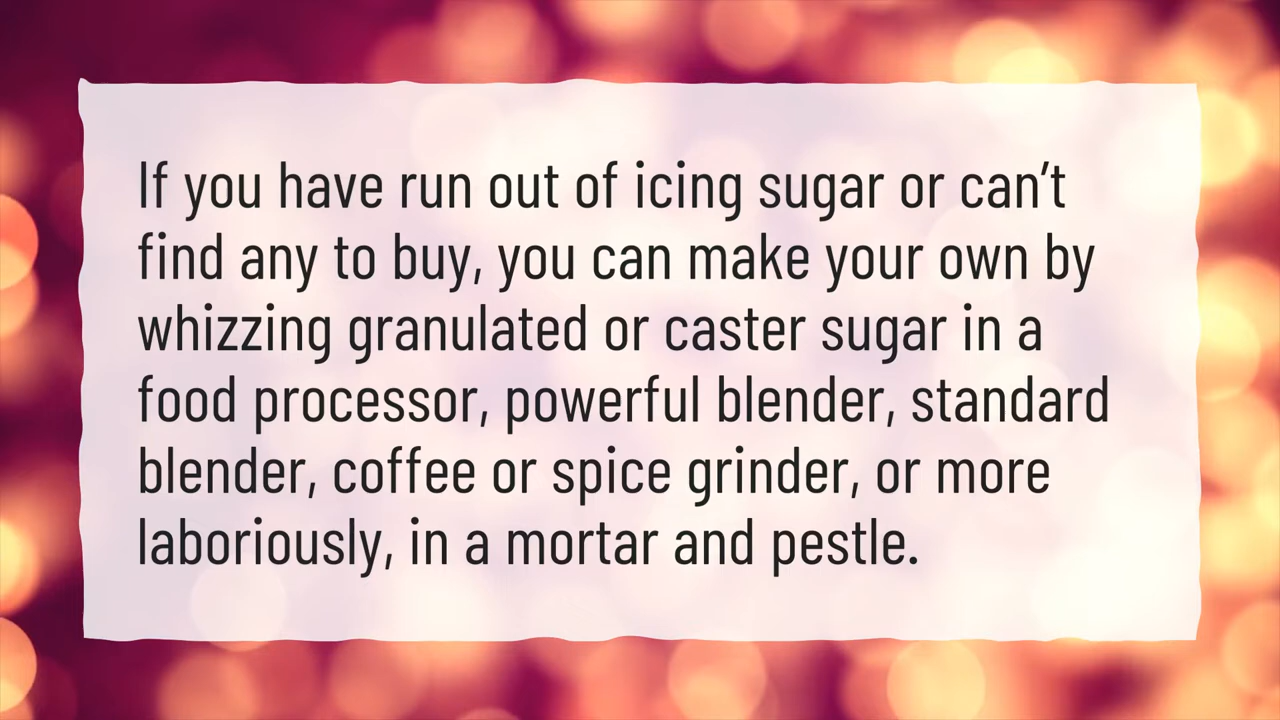 If you have run out of icing sugar or can’t
find any to buy, you can make your own by
whizzing granulated or caster sugar in a
food processor, powerful blender, standard
blender, coffee or spice grinder, or more
laboriously, in a mortar and pestle.